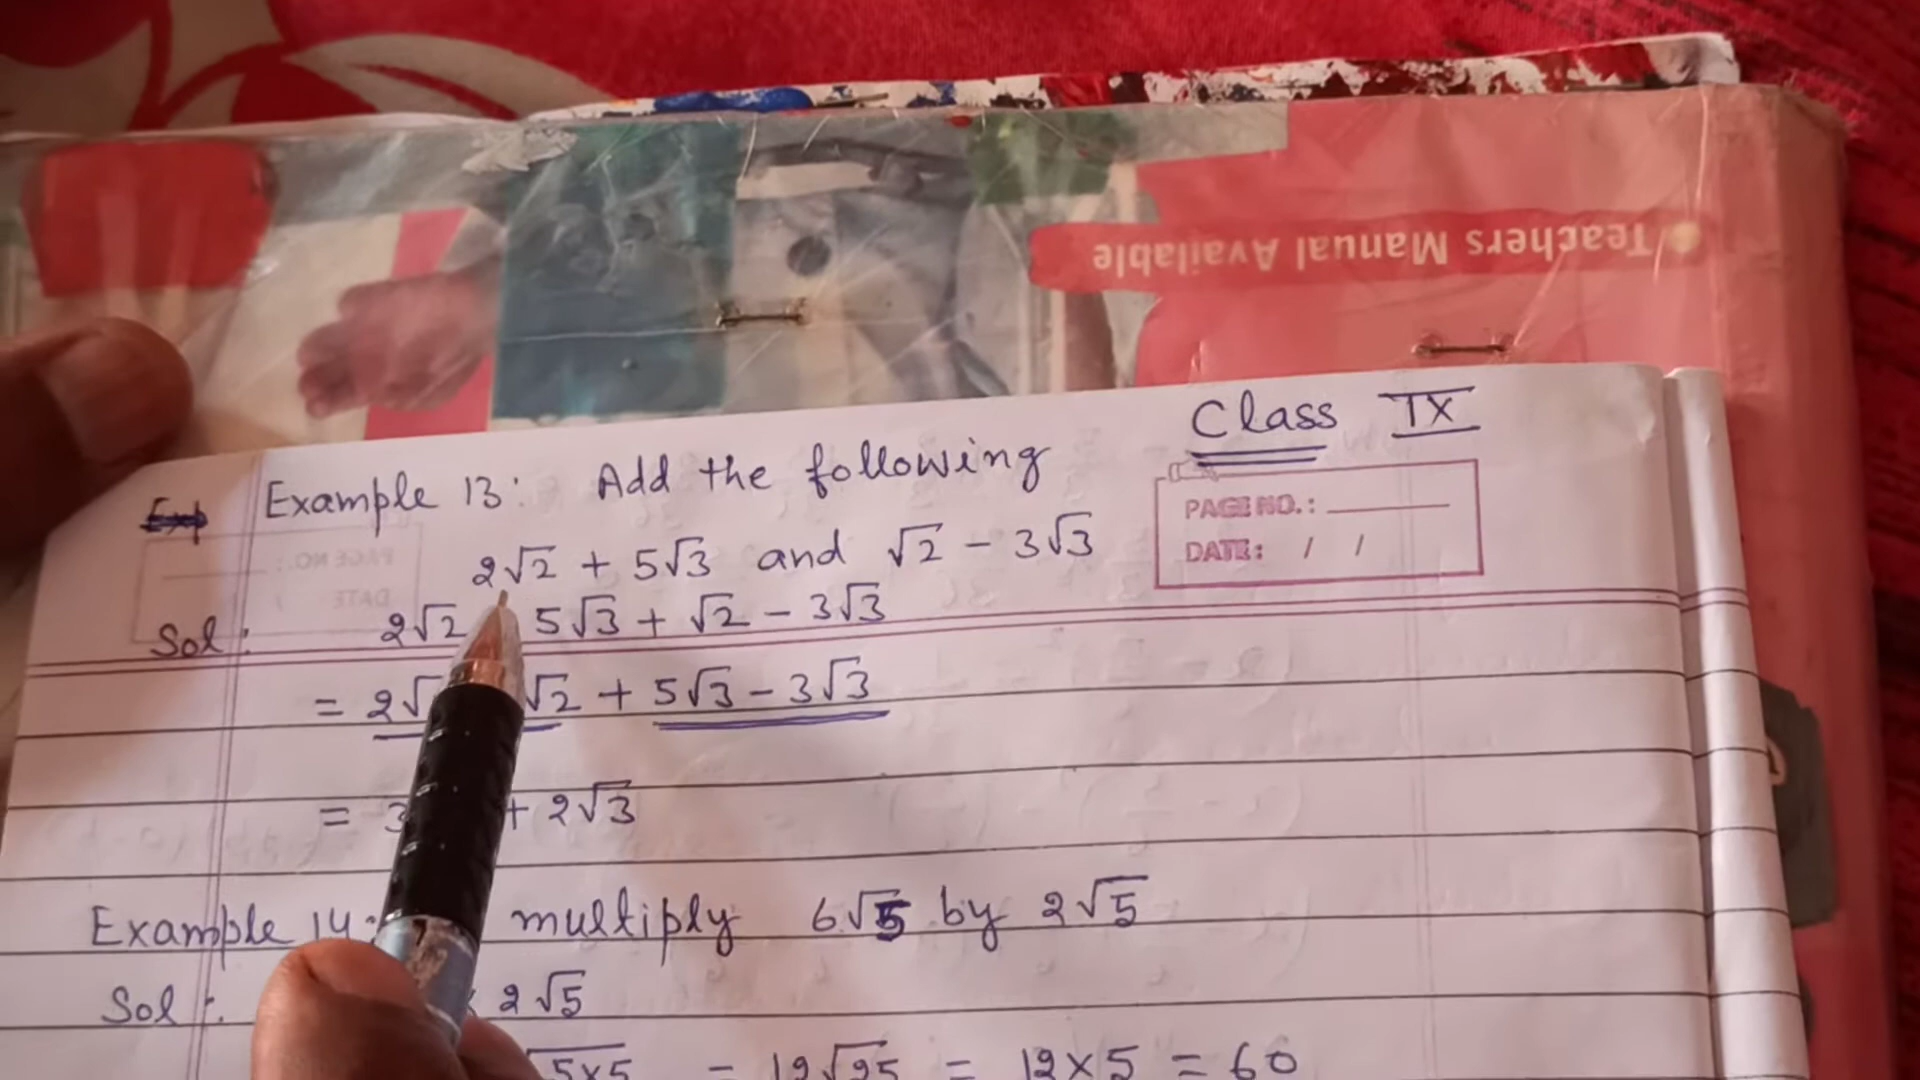 Teachers Manual Available
Class IX
Example 13: Add the following
2√2 + 5√3 and √2 - 3√3
PAGE NO.:
DATE: / /
Sol: 2√2 5√3 + √2 - 3√3
= 2√ √2 + 5√3 - 3√3
= 3 + 2√3
Example 14: multiply 6√5 by 2√5
Sol: 2√5
√5×5 = 12√25 = 12×5 = 60